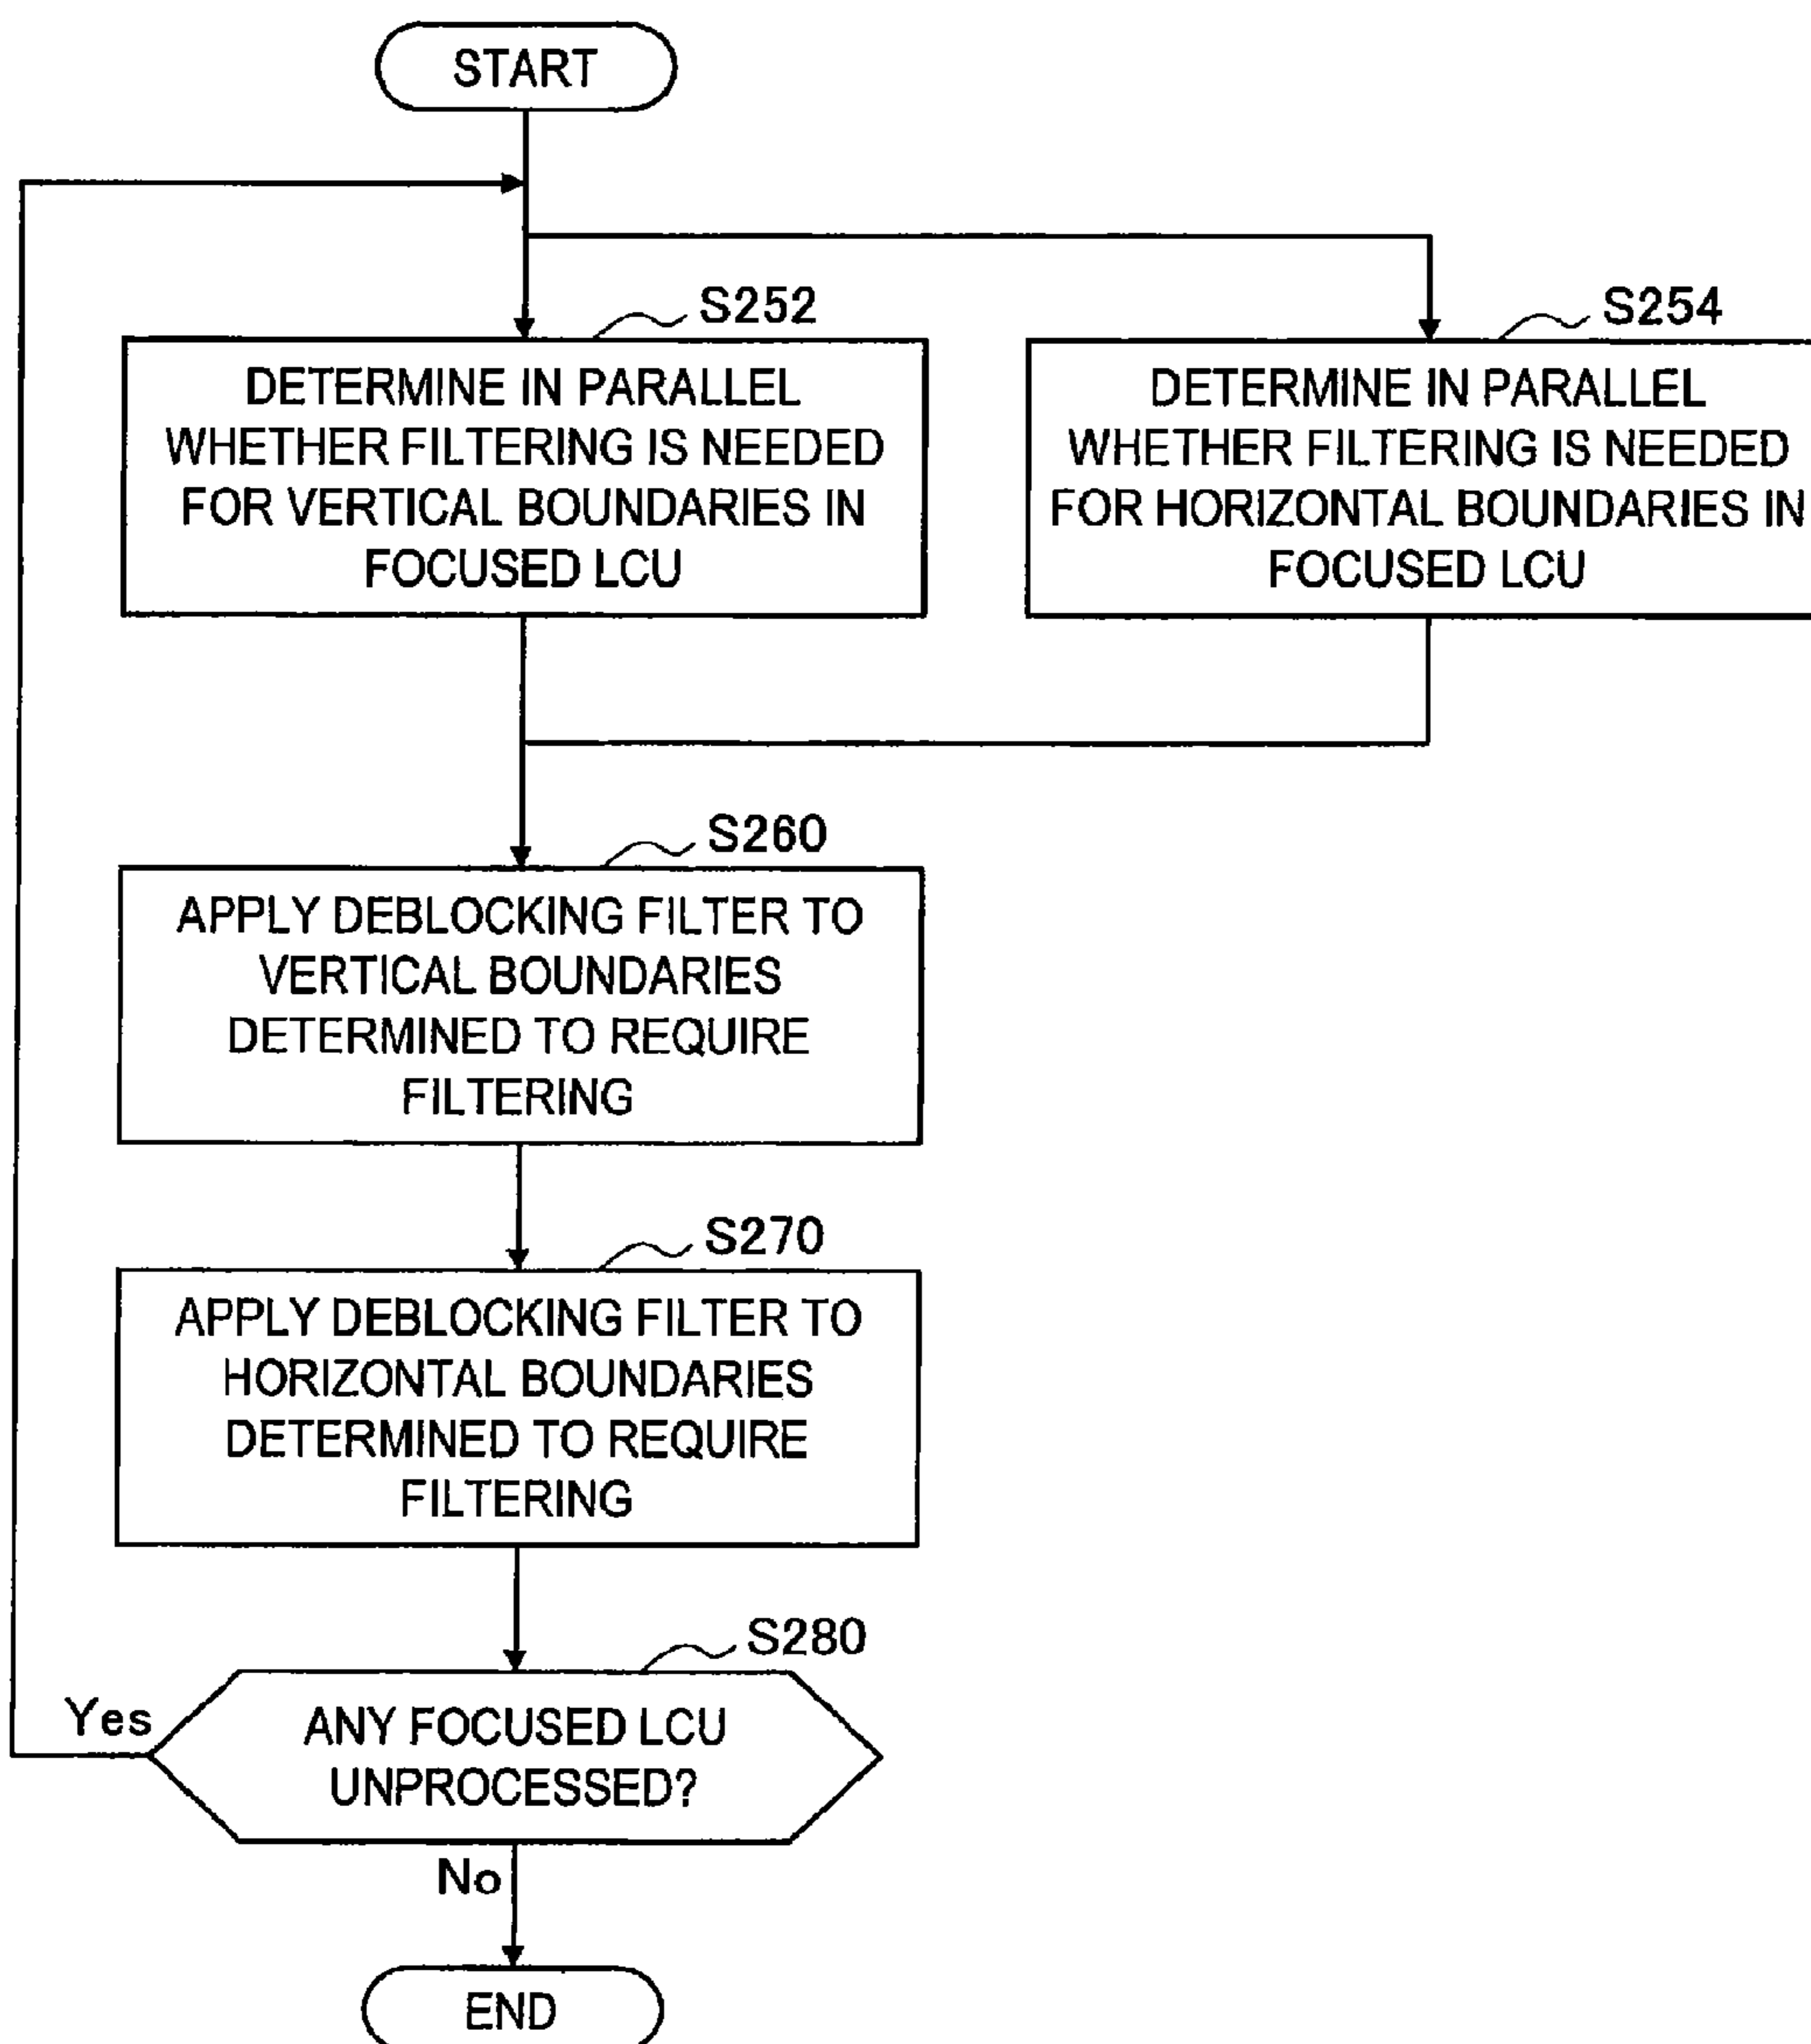 START
S252
DETERMINE IN PARALLEL
WHETHER FILTERING IS NEEDED
FOR VERTICAL BOUNDARIES IN
FOCUSED LCU
S254
DETERMINE IN PARALLEL
WHETHER FILTERING IS NEEDED
FOR HORIZONTAL BOUNDARIES IN
FOCUSED LCU
S260
APPLY DEBLOCKING FILTER TO
VERTICAL BOUNDARIES
DETERMINED TO REQUIRE
FILTERING
S270
APPLY DEBLOCKING FILTER TO
HORIZONTAL BOUNDARIES
DETERMINED TO REQUIRE
FILTERING
S280
Yes
ANY FOCUSED LCU
UNPROCESSED?
No
END